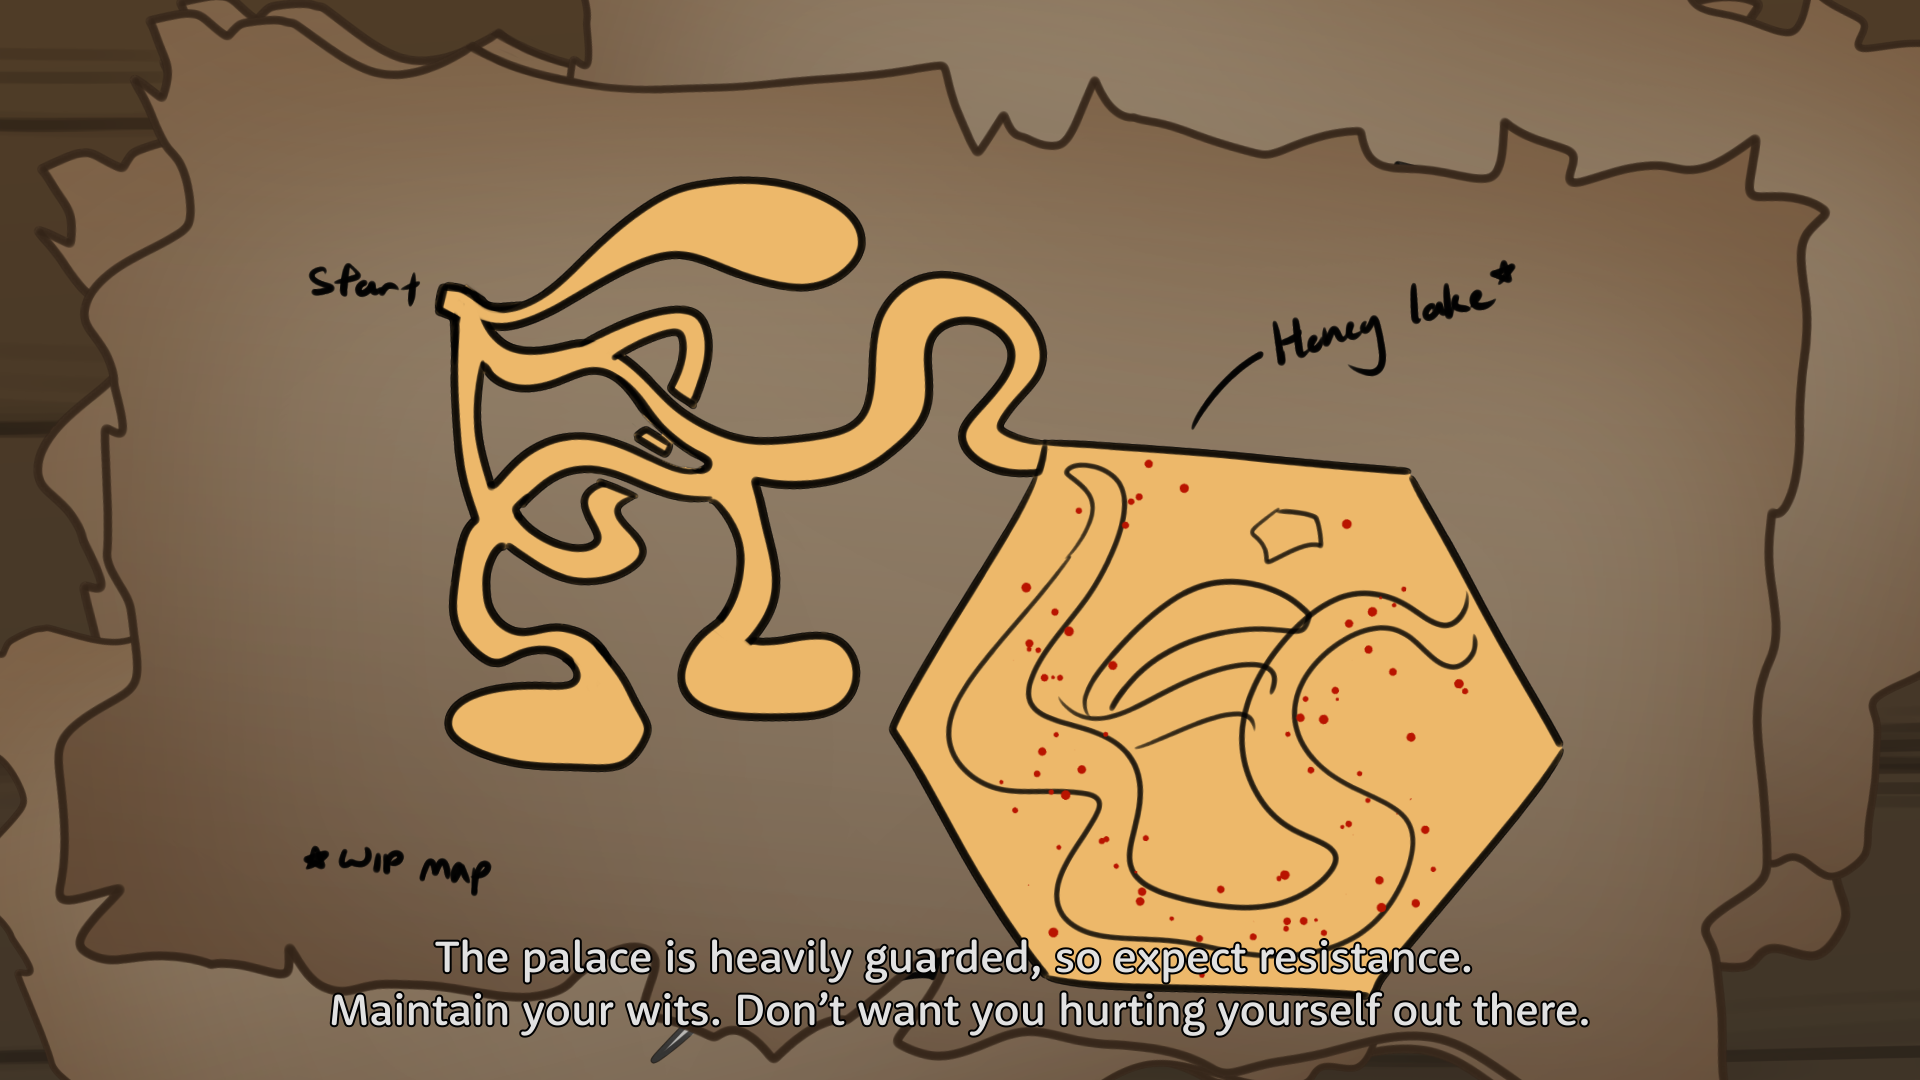 Start
Honey lake*
*WIP map
The palace is heavily guarded, so expect resistance.
Maintain your wits. Don't want you hurting yourself out there.